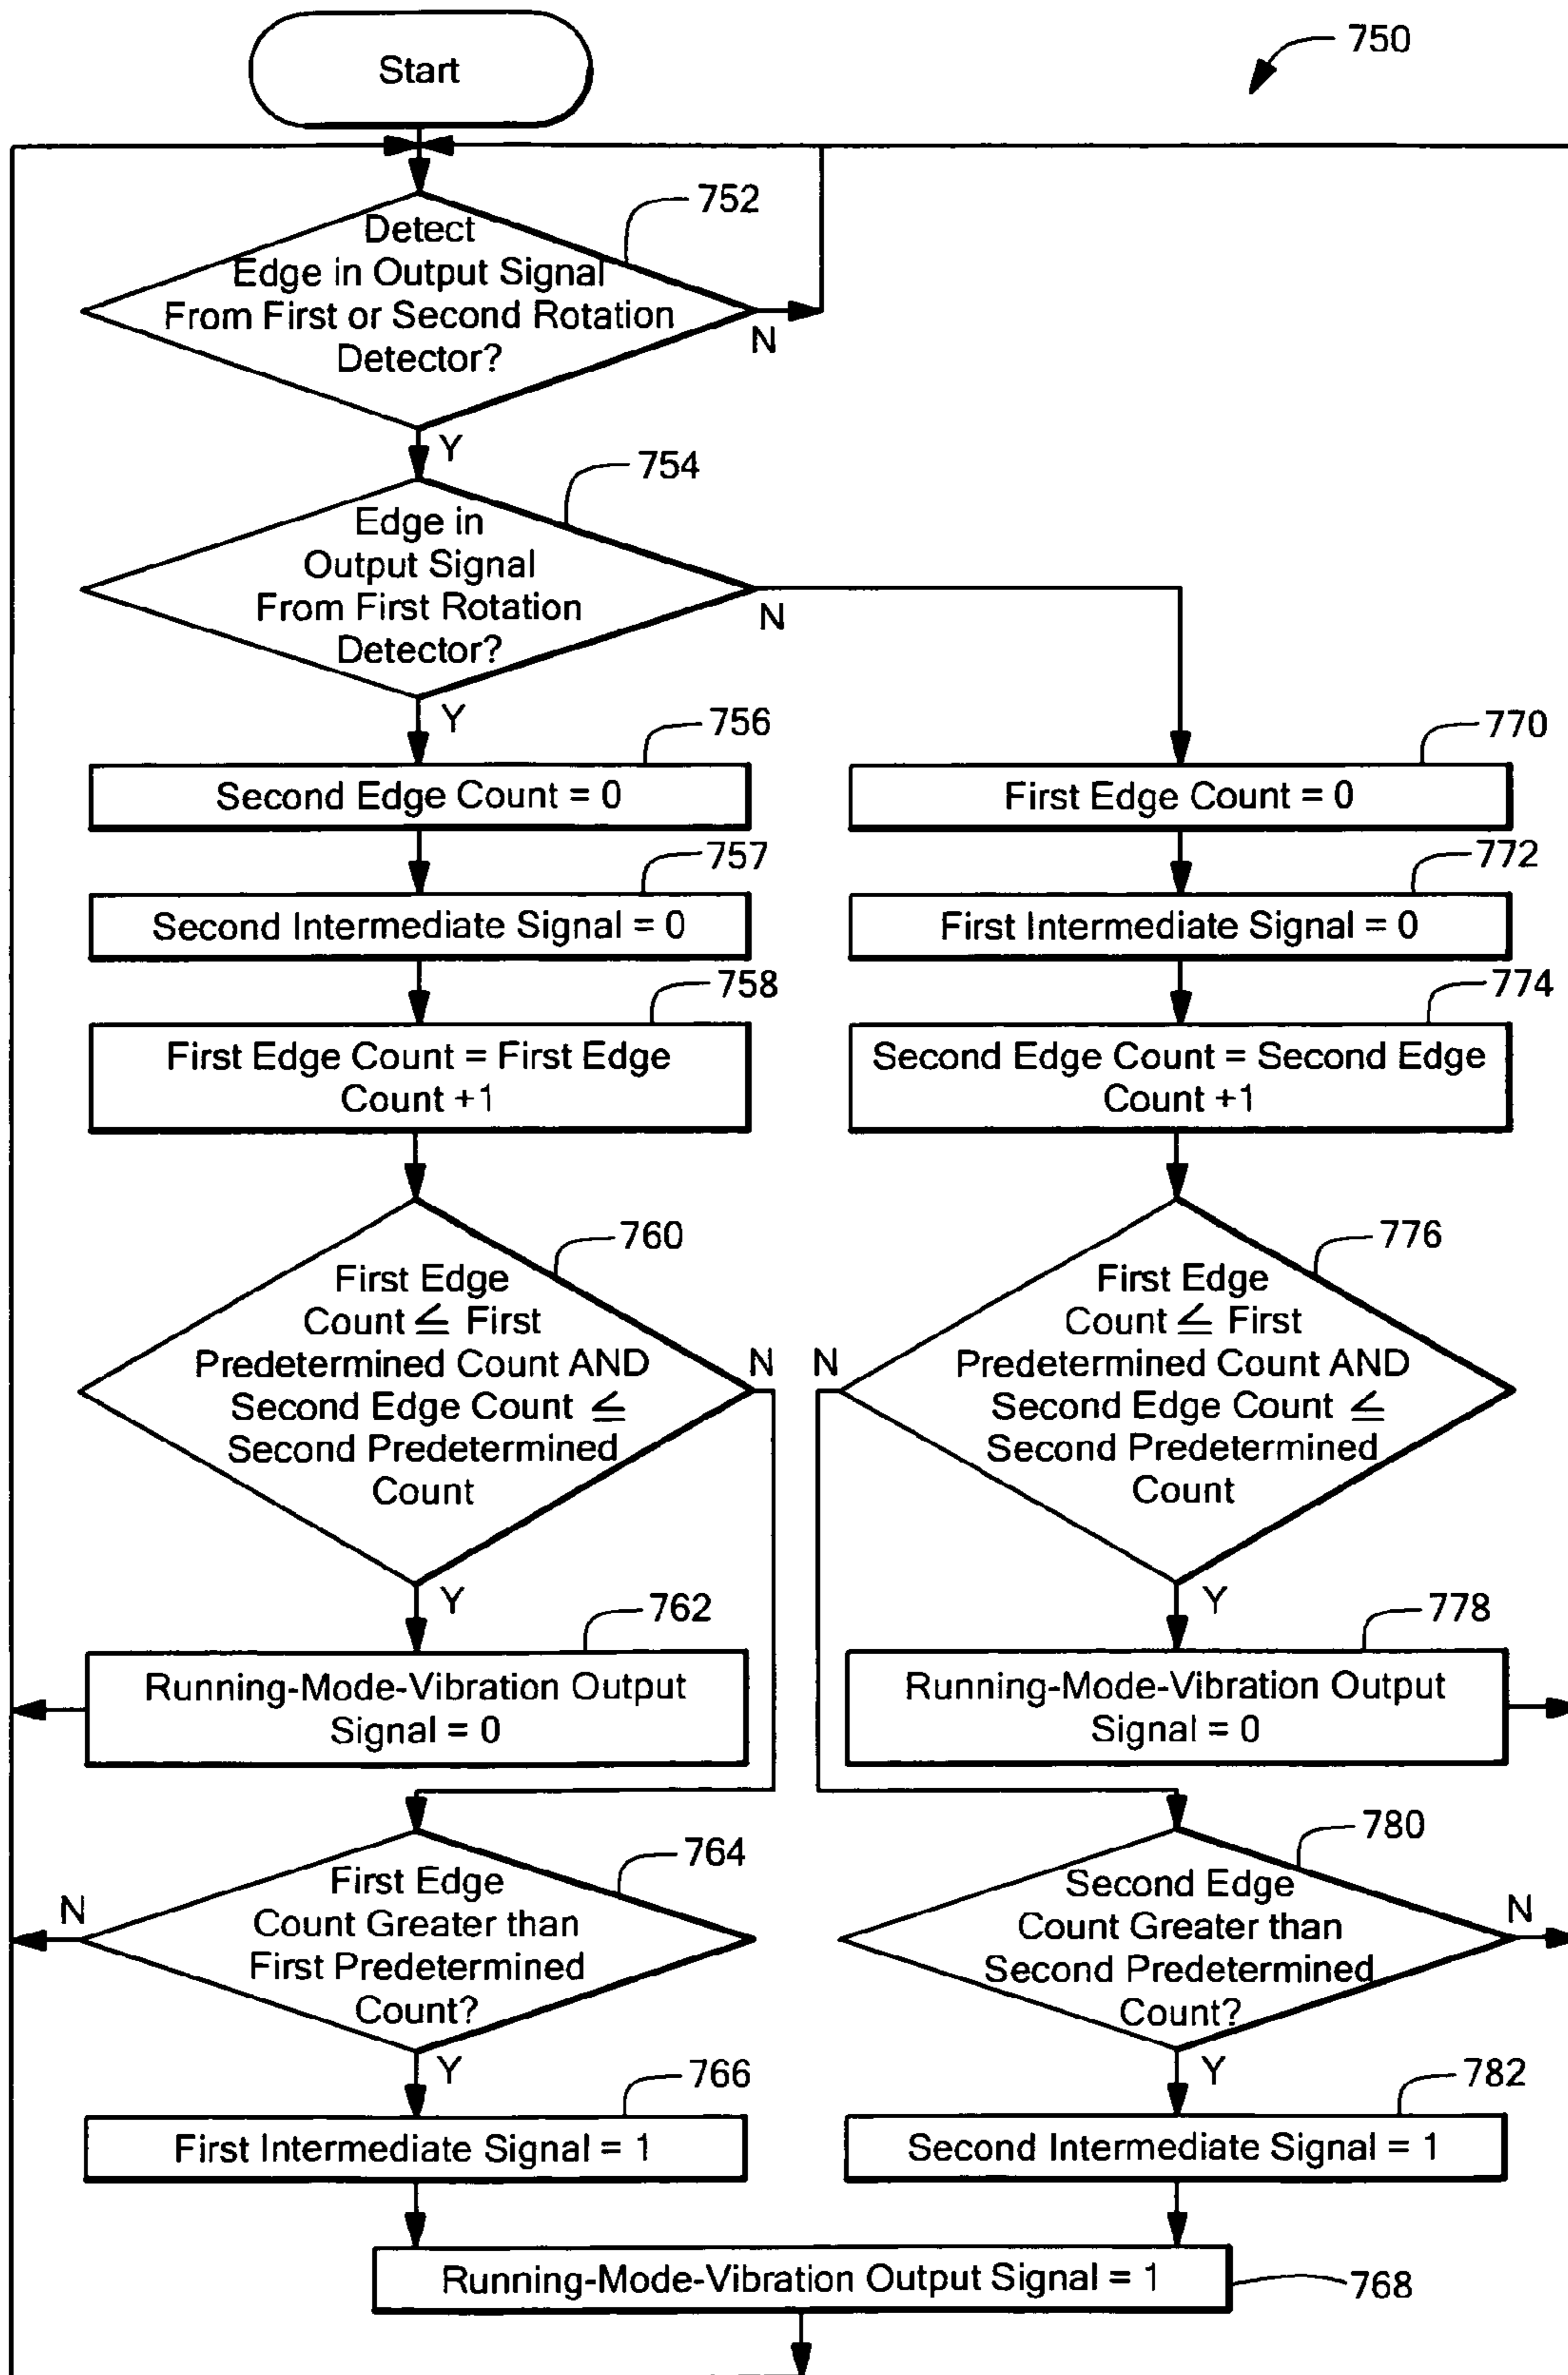 Start
750
Detect
Edge in Output Signal
From First or Second Rotation
Detector?
752
N
Y
Edge in
Output Signal
From First Rotation
Detector?
754
N
Y
756
Second Edge Count = 0
757
Second Intermediate Signal = 0
758
First Edge Count = First Edge
Count +1
760
First Edge
Count ≦ First
Predetermined Count AND
Second Edge Count ≦
Second Predetermined
Count
N
Y
762
Running-Mode-Vibration Output
Signal = 0
764
First Edge
Count Greater than
First Predetermined
Count?
N
Y
766
First Intermediate Signal = 1
770
First Edge Count = 0
772
First Intermediate Signal = 0
774
Second Edge Count = Second Edge
Count +1
776
First Edge
Count ≦ First
Predetermined Count AND
Second Edge Count ≦
Second Predetermined
Count
N
Y
778
Running-Mode-Vibration Output
Signal = 0
780
Second Edge
Count Greater than
Second Predetermined
Count?
N
Y
782
Second Intermediate Signal = 1
Running-Mode-Vibration Output Signal = 1
768